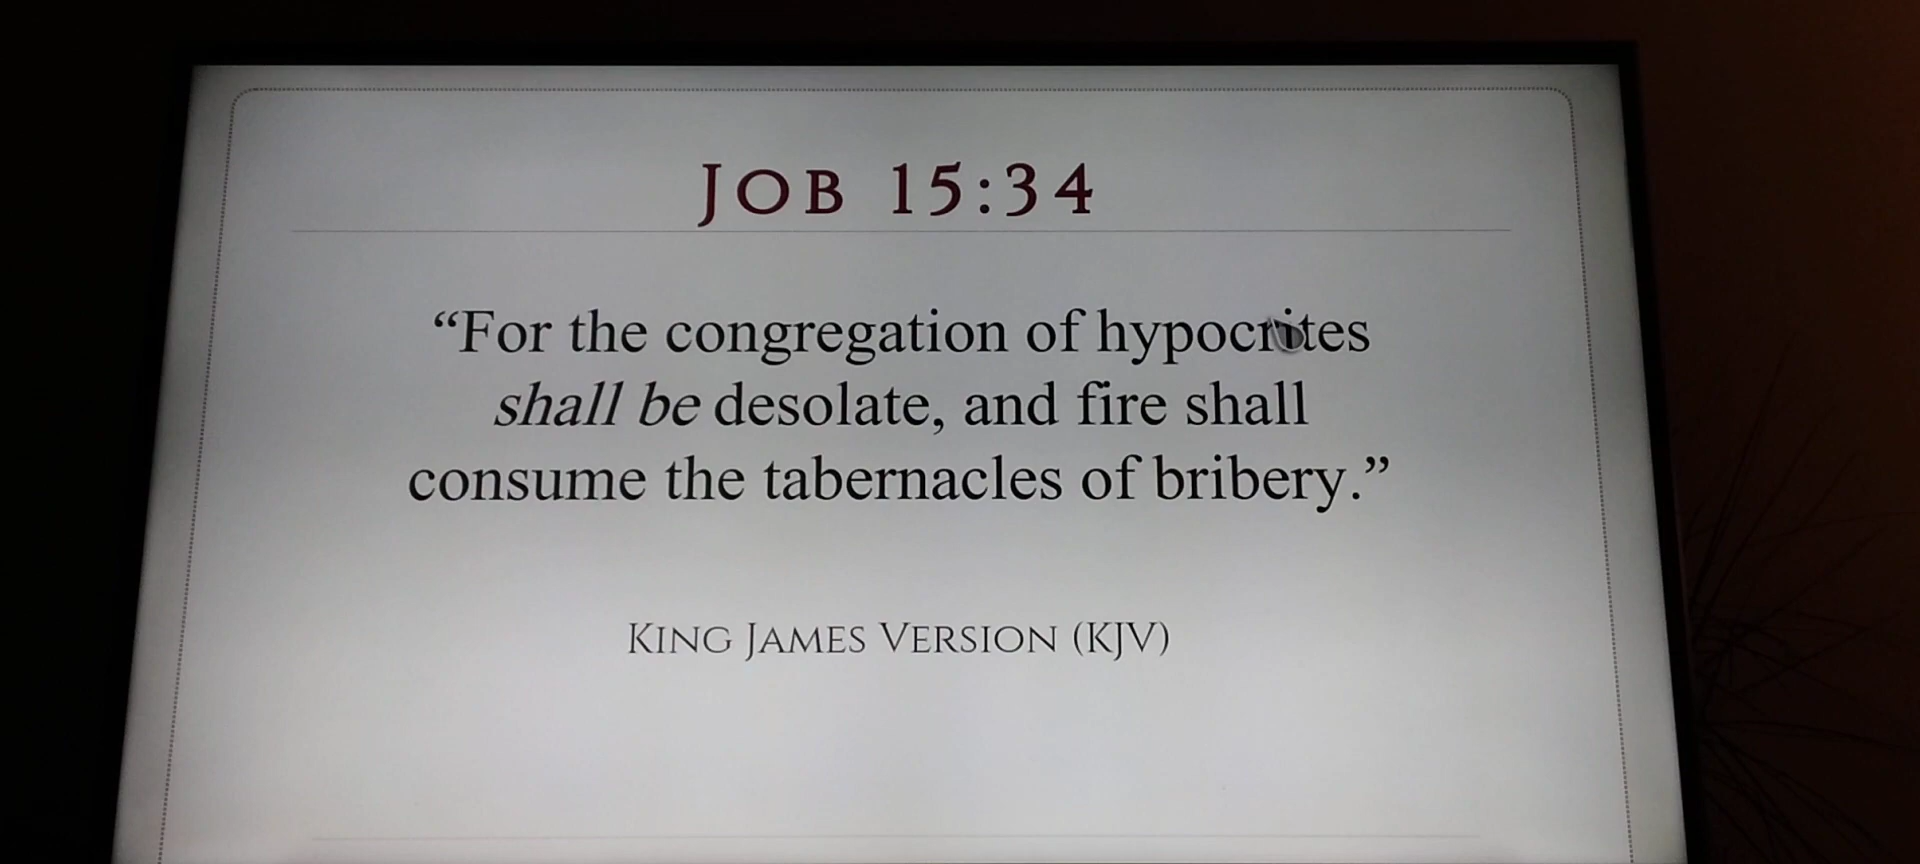 JOB 15:34
“For the congregation of hypocrites
shall be desolate, and fire shall
consume the tabernacles of bribery.”
KING JAMES VERSION (KJV)